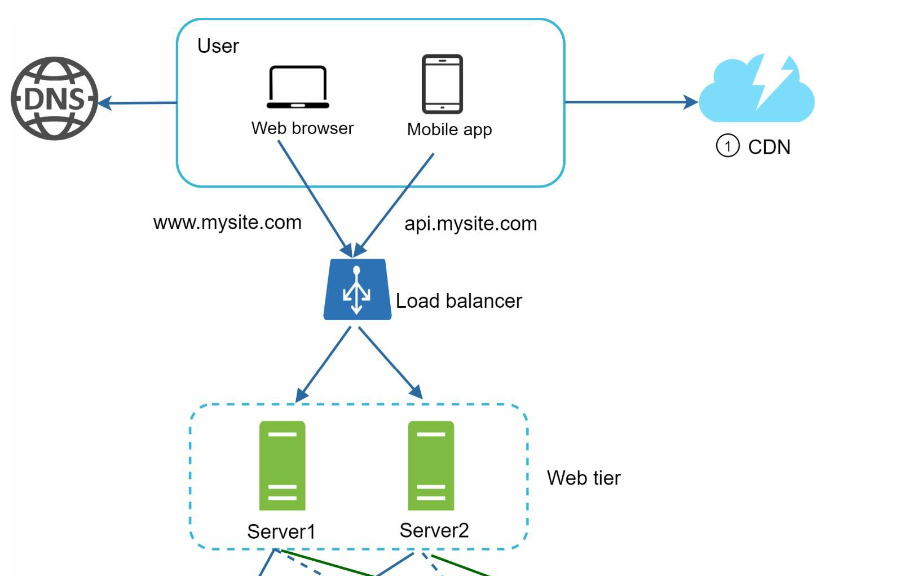 User
DNS
Web browser
Mobile app
1 CDN
www.mysite.com
api.mysite.com
Load balancer
Web tier
Server1
Server2